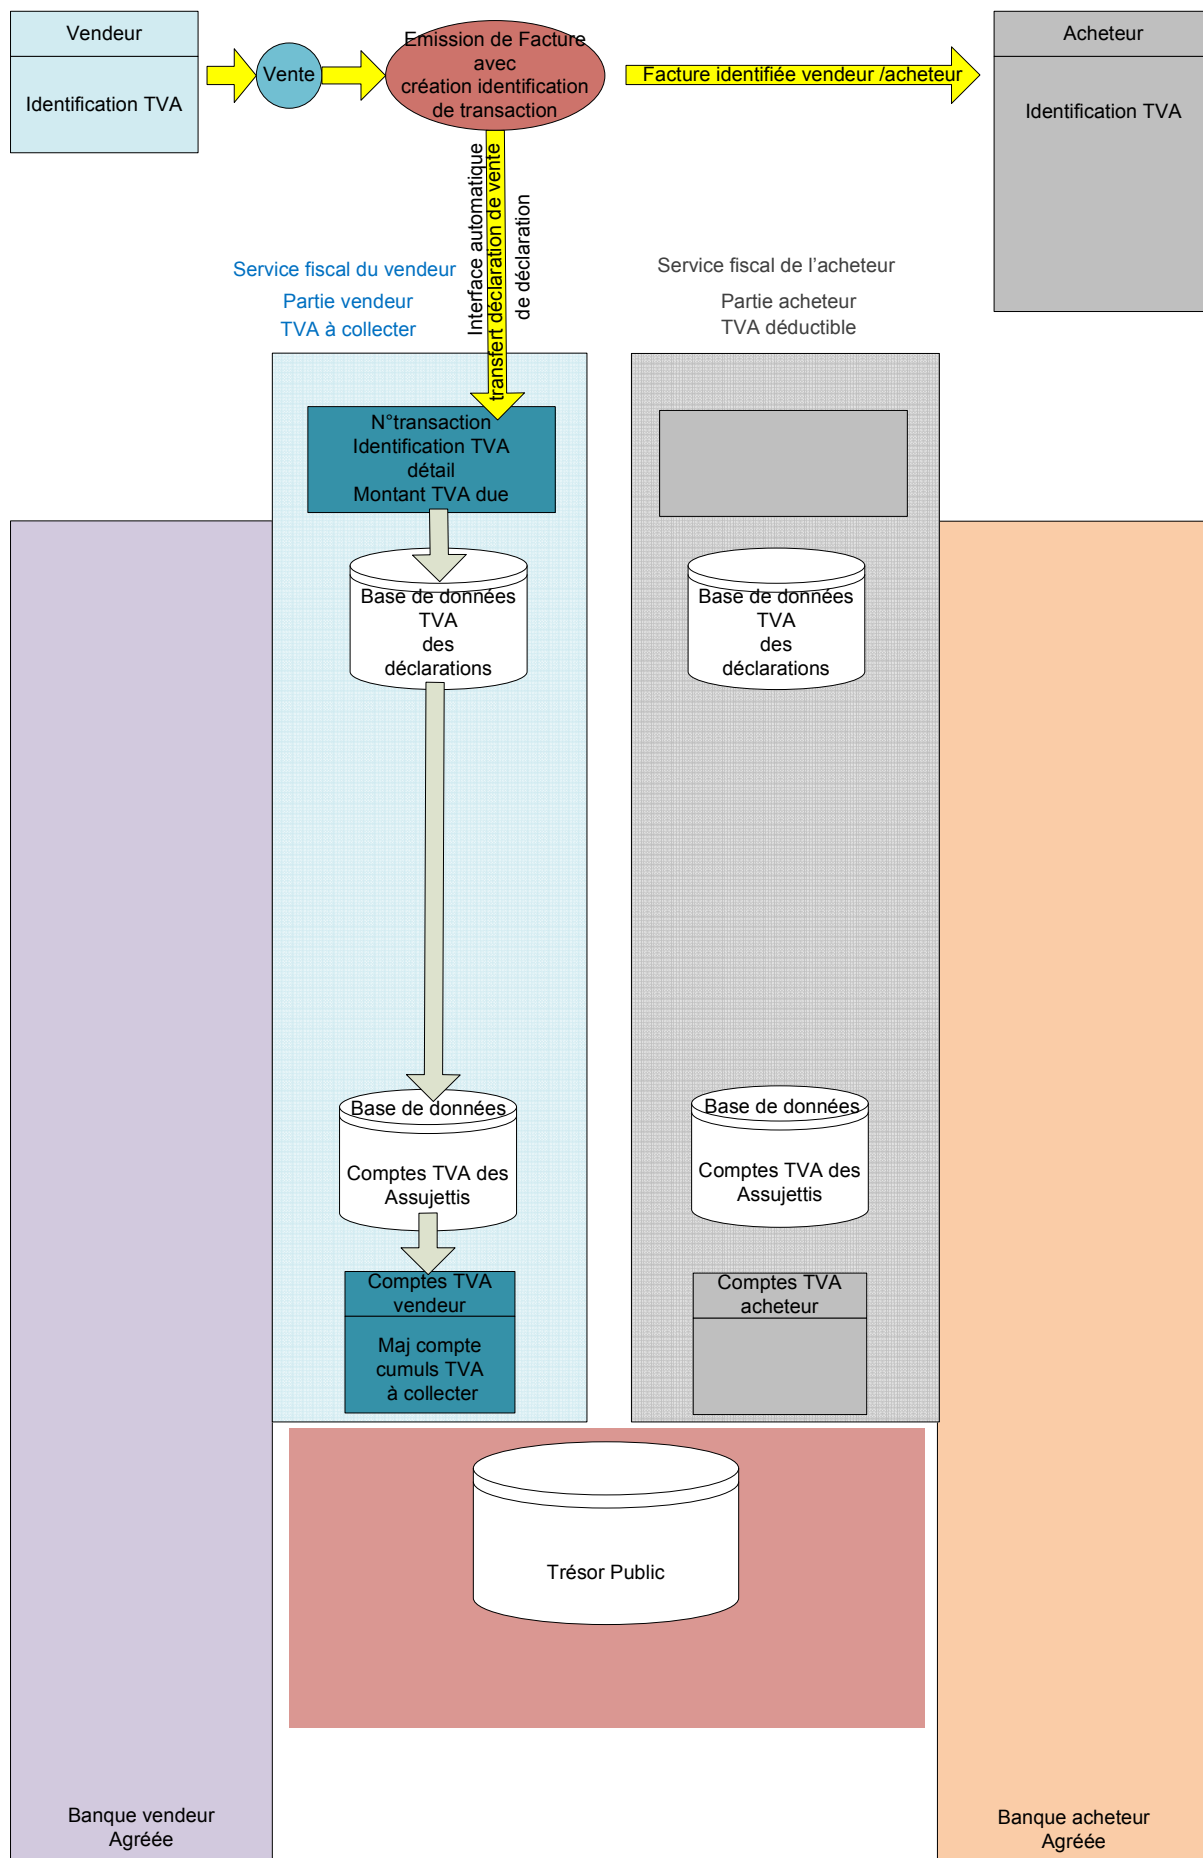 Vendeur
Identification TVA
Vente
Emission de Facture
avec
création identification
de transaction
Facture identifiée vendeur /acheteur
Acheteur
Identification TVA
Interface automatique
transfert déclaration de vente
de déclaration
Service fiscal du vendeur
Partie vendeur
TVA à collecter
Service fiscal de l’acheteur
Partie acheteur
TVA déductible
N°transaction
Identification TVA
détail
Montant TVA due
Base de données
TVA
des
déclarations
Base de données
TVA
des
déclarations
Base de données
Comptes TVA des
Assujettis
Base de données
Comptes TVA des
Assujettis
Comptes TVA
vendeur
Maj compte
cumuls TVA
à collecter
Comptes TVA
acheteur
Trésor Public
Banque vendeur
Agréée
Banque acheteur
Agréée